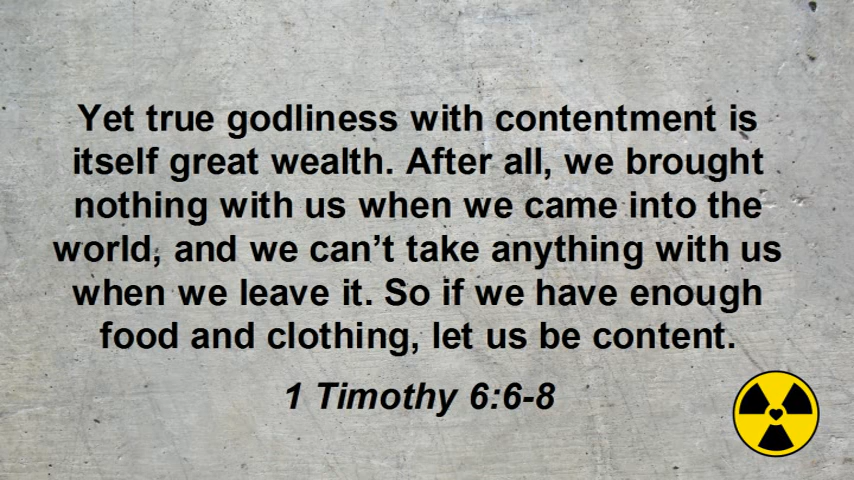 Yet true godliness with contentment is
itself great wealth. After all, we brought
nothing with us when we came into the
world, and we can’t take anything with us
when we leave it. So if we have enough
food and clothing, let us be content.
1 Timothy 6:6-8